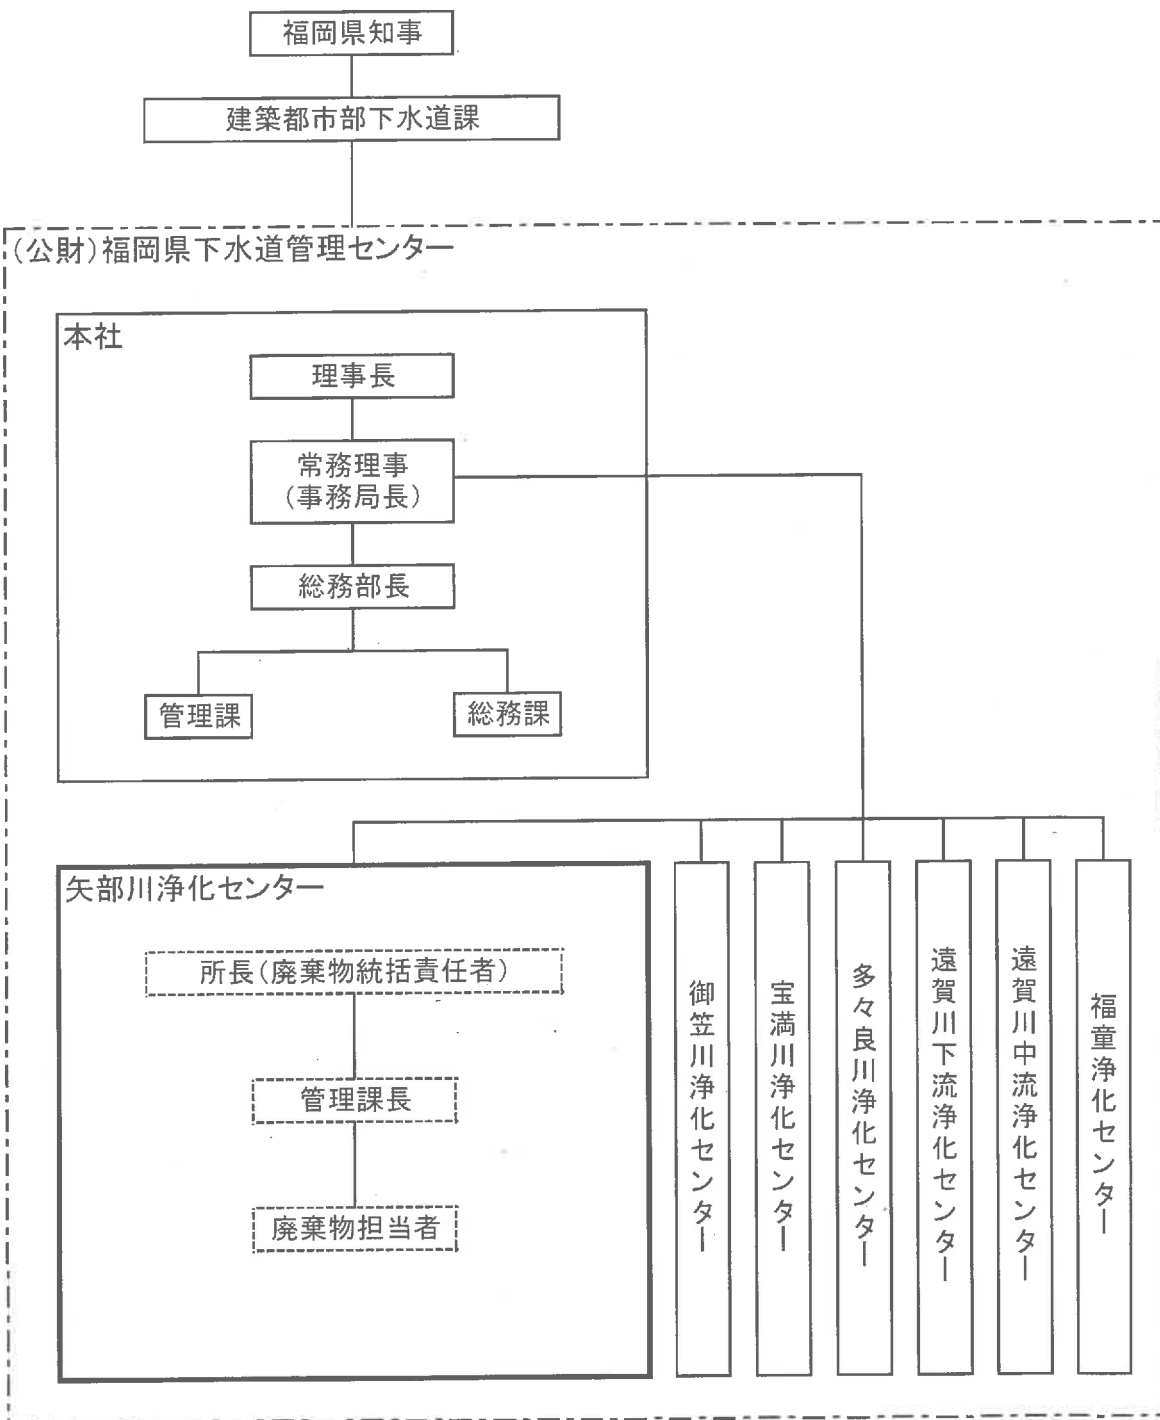 福岡県知事
建築都市部下水道課
(公財)福岡県下水道管理センター
本社
理事長
常務理事
(事務局長)
総務部長
管理課
総務課
矢部川浄化センター
所長(廃棄物統括責任者)
管理課長
廃棄物担当者
御笠川浄化センター
宝満川浄化センター
多々良川浄化センター
遠賀川下流浄化センター
遠賀川中流浄化センター
福童浄化センター